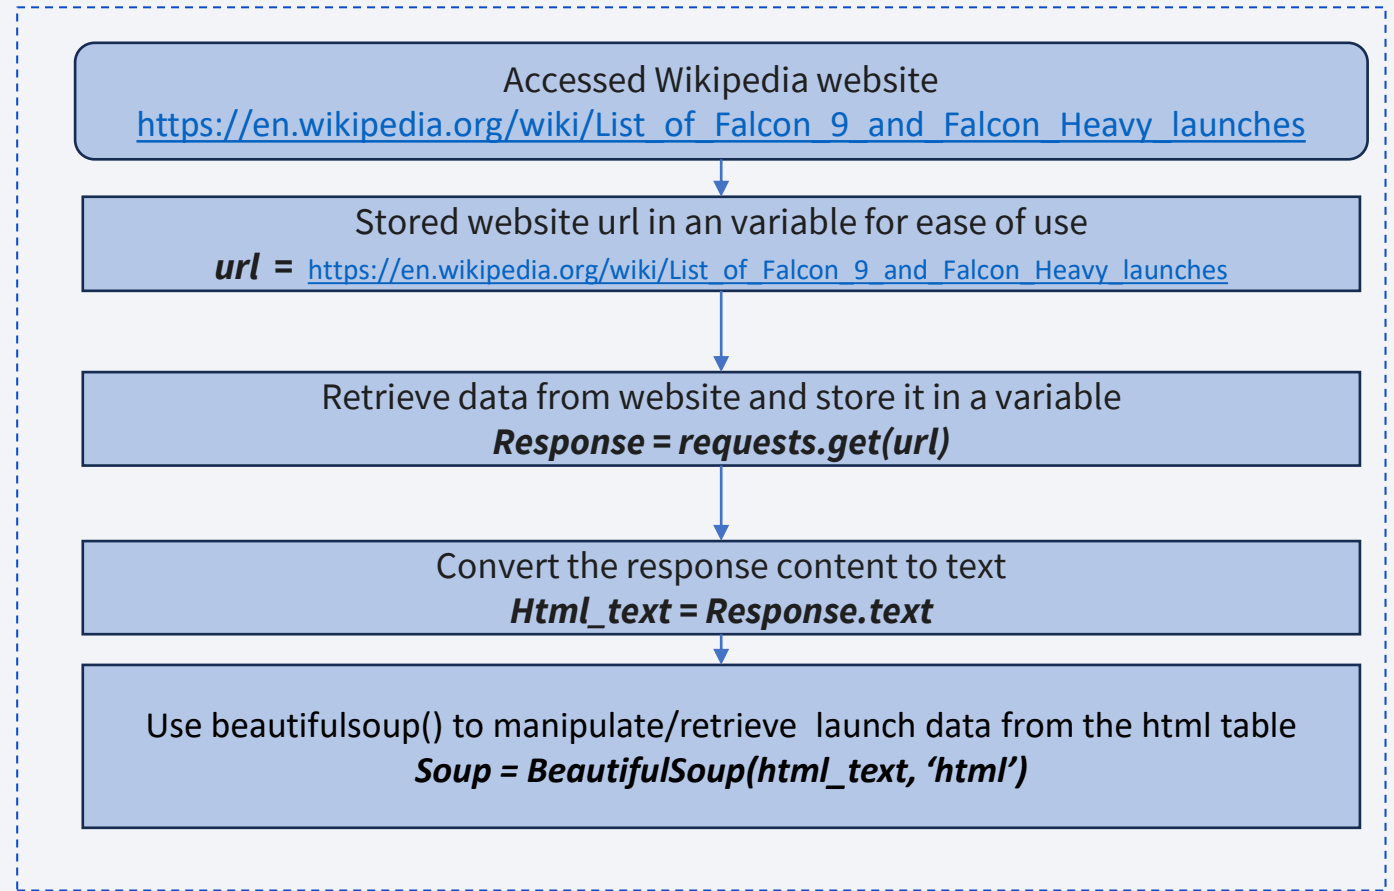 Accessed Wikipedia website
https://en.wikipedia.org/wiki/List_of_Falcon_9_and_Falcon_Heavy_launches
Stored website url in an variable for ease of use
url = https://en.wikipedia.org/wiki/List_of_Falcon_9_and_Falcon_Heavy_launches
Retrieve data from website and store it in a variable
Response = requests.get(url)
Convert the response content to text
Html_text = Response.text
Use beautifulsoup() to manipulate/retrieve  launch data from the html table
Soup = BeautifulSoup(html_text, ‘html’)